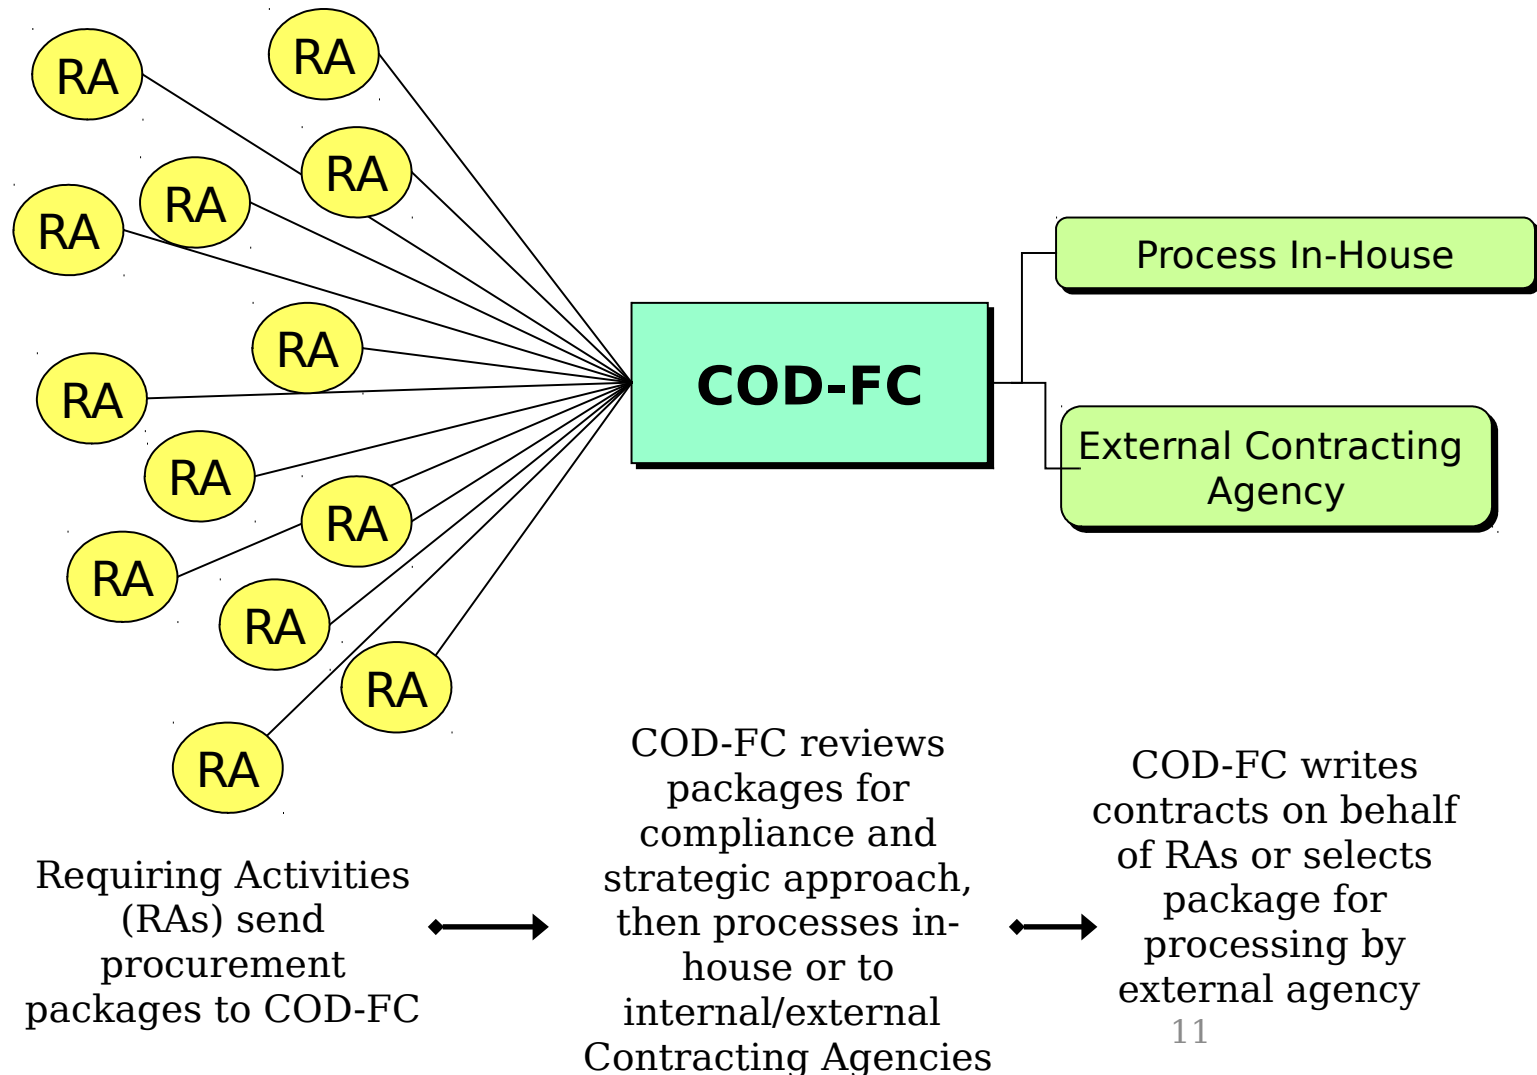 RA
RA
RA
RA
RA
RA
RA
RA
RA
RA
RA
RA
RA
COD-FC
Process In-House
External Contracting
Agency
Requiring Activities
(RAs) send
procurement
packages to COD-FC
COD-FC reviews
packages for
compliance and
strategic approach,
then processes in-
house or to
internal/external
Contracting Agencies
COD-FC writes
contracts on behalf
of RAs or selects
package for
processing by
external agency
11